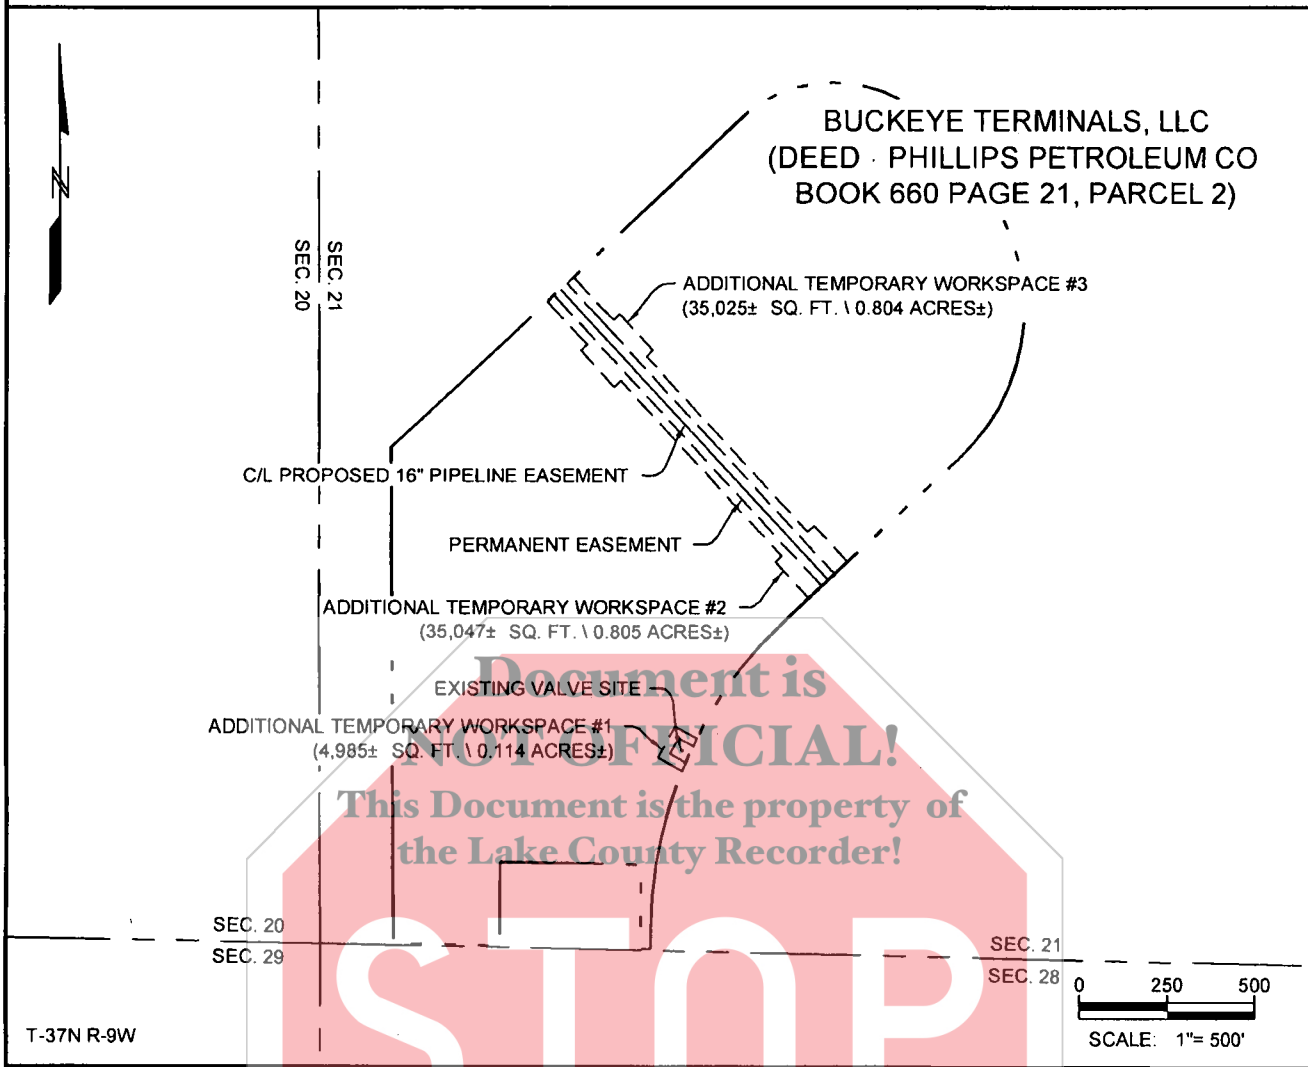 BUCKEYE TERMINALS, LLC
(DEED · PHILLIPS PETROLEUM CO
BOOK 660 PAGE 21, PARCEL 2)
N
SEC. 20
SEC. 21
ADDITIONAL TEMPORARY WORKSPACE #3
(35,025± SQ. FT. \ 0.804 ACRES±)
C/L PROPOSED 16" PIPELINE EASEMENT
PERMANENT EASEMENT
ADDITIONAL TEMPORARY WORKSPACE #2
(35,047± SQ. FT. \ 0.805 ACRES±)
Document is
EXISTING VALVE SITE
ADDITIONAL TEMPORARY WORKSPACE #1
(4,985± SQ. FT. \ 0.114 ACRES±)
NOT OFFICIAL!
This Document is the property of
the Lake County Recorder!
STOP
SEC. 20
SEC. 29
SEC. 21
SEC. 28
0 250 500
SCALE: 1"= 500'
T-37N R-9W